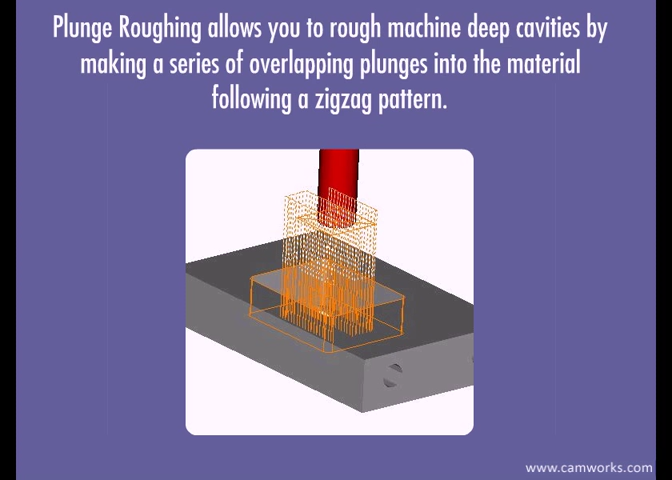 Plunge Roughing allows you to rough machine deep cavities by
making a series of overlapping plunges into the material
following a zigzag pattern.
www.camworks.com